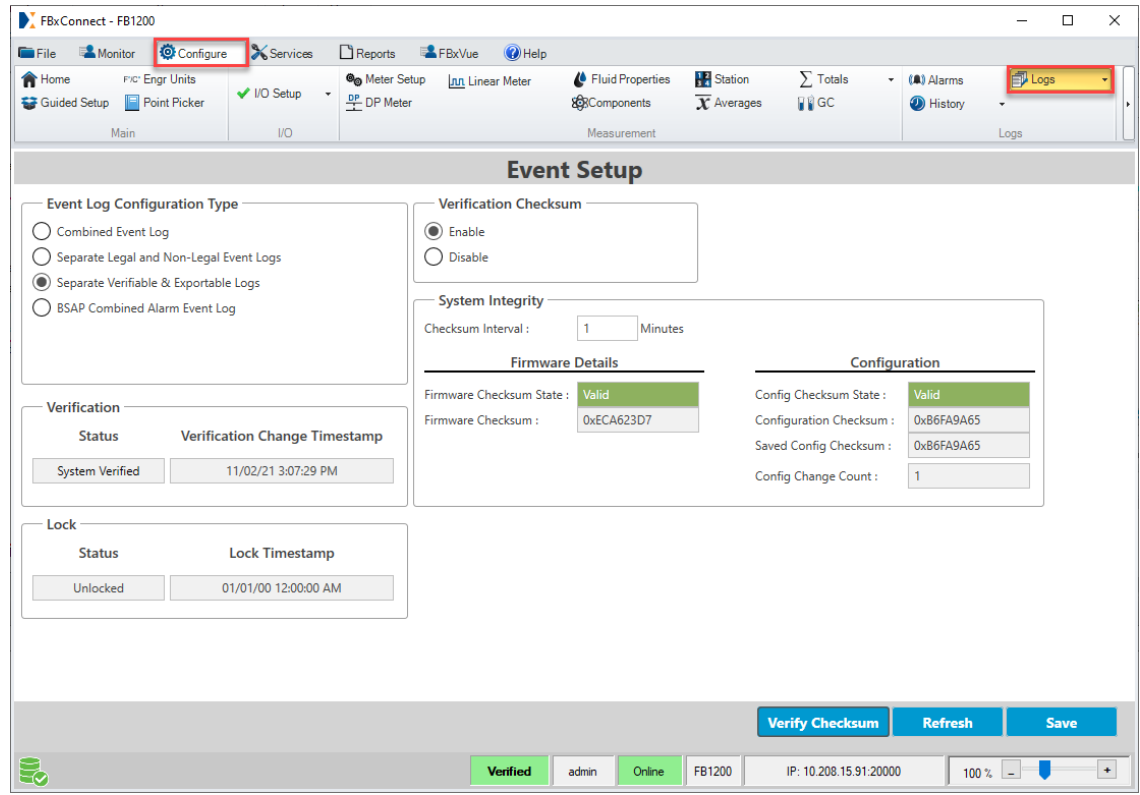 FBxConnect - FB1200
File Monitor Configure Services Reports FBxVue Help
Home F/C° Engr Units I/O Setup Meter Setup Linear Meter Fluid Properties Station Totals Alarms Logs
Guided Setup Point Picker DP DP Meter Components Averages GC History
Main I/O Measurement Logs
Event Setup
Event Log Configuration Type
Combined Event Log
Separate Legal and Non-Legal Event Logs
Separate Verifiable & Exportable Logs
BSAP Combined Alarm Event Log
Verification Checksum
Enable
Disable
System Integrity
Checksum Interval : 1 Minutes
Firmware Details
Firmware Checksum State : Valid
Firmware Checksum : 0xECA623D7
Configuration
Config Checksum State : Valid
Configuration Checksum : 0xB6FA9A65
Saved Config Checksum : 0xB6FA9A65
Config Change Count : 1
Verification
Status Verification Change Timestamp
System Verified 11/02/21 3:07:29 PM
Lock
Status Lock Timestamp
Unlocked 01/01/00 12:00:00 AM
Verify Checksum Refresh Save
Verified admin Online FB1200 IP: 10.208.15.91:20000 100 % - +